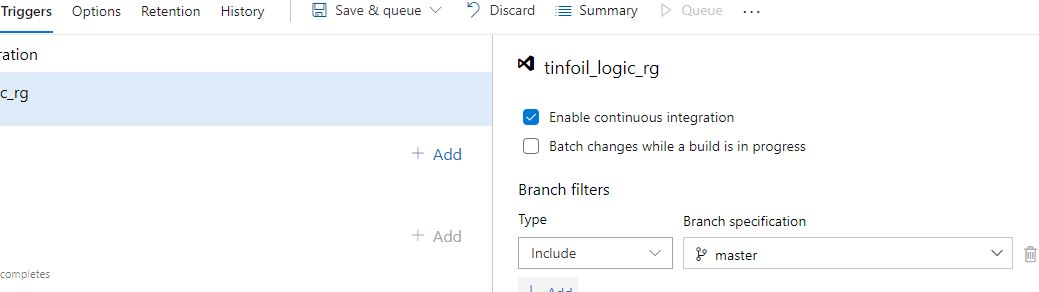 Triggers Options Retention History Save & queue Discard Summary Queue ...
ration
c_rg
+ Add
+ Add
completes
tinfoil_logic_rg
Enable continuous integration
Batch changes while a build is in progress
Branch filters
Type Branch specification
Include master
+ Add